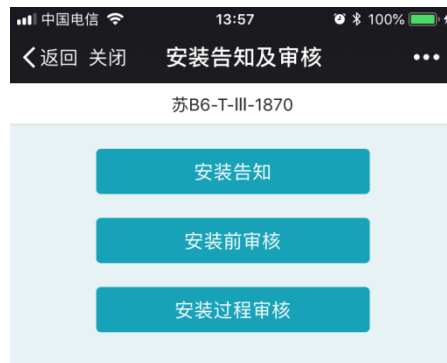 中国电信 13:57 100%
返回 关闭 安装告知及审核
苏B6-T-Ⅲ-1870
安装告知
安装前审核
安装过程审核